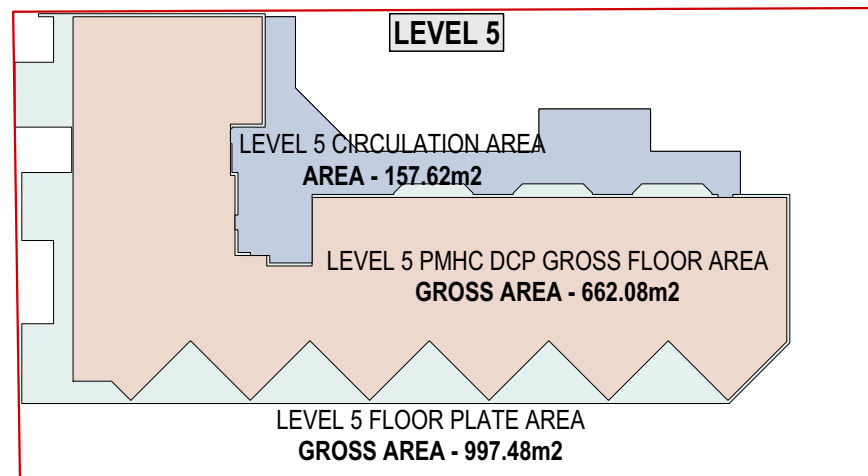 LEVEL 5
LEVEL 5 CIRCULATION AREA
AREA - 157.62m2
LEVEL 5 PMHC DCP GROSS FLOOR AREA
GROSS AREA - 662.08m2
LEVEL 5 FLOOR PLATE AREA
GROSS AREA - 997.48m2